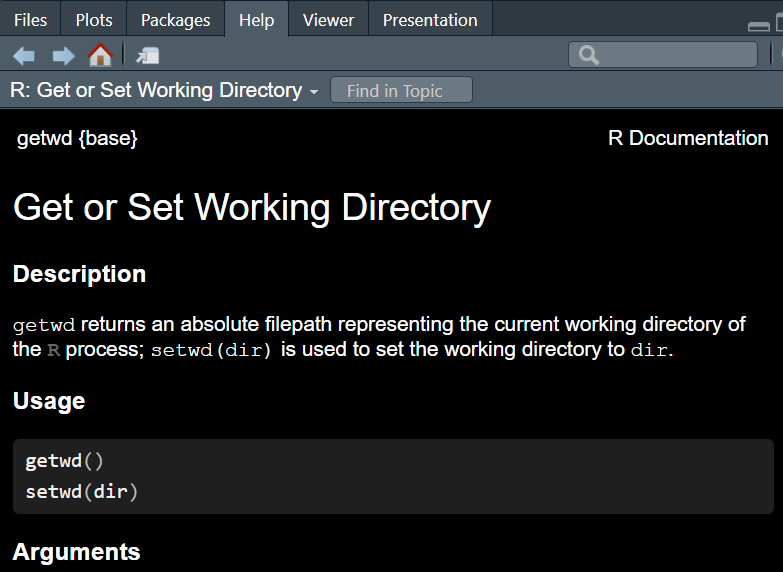 Files Plots Packages Help Viewer Presentation
R: Get or Set Working Directory Find in Topic
getwd {base} R Documentation
Get or Set Working Directory
Description
getwd returns an absolute filepath representing the current working directory of
the R process; setwd(dir) is used to set the working directory to dir.
Usage
getwd()
setwd(dir)
Arguments